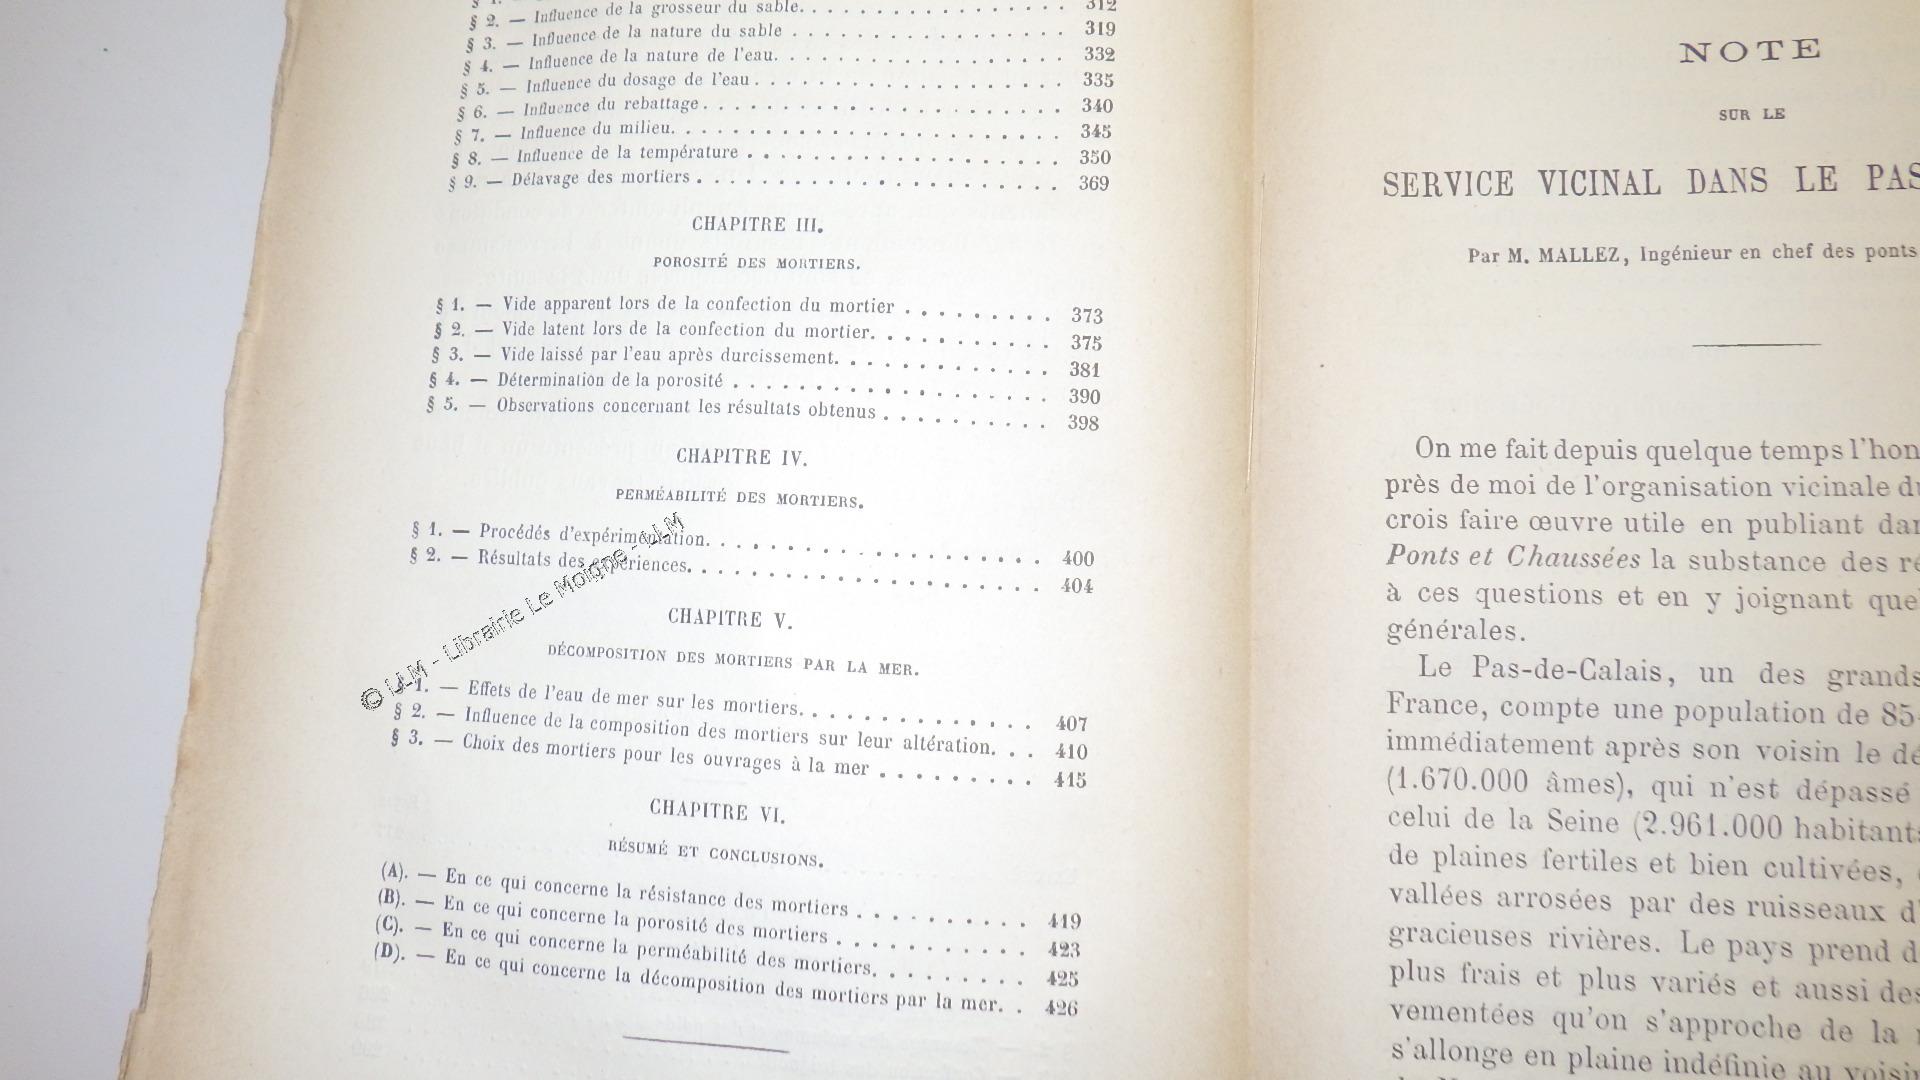 § 2. — Influence de la grosseur du sable. 312
§ 3. — Influence de la nature du sable 319
§ 4. — Influence de la nature de l'eau. 332
§ 5. — Influence du dosage de l'eau 335
§ 6. — Influence du rebattage. 340
§ 7. — Influence du milieu. 345
§ 8. — Influence de la température 350
§ 9. — Délavage des mortiers 369
CHAPITRE III.
POROSITÉ DES MORTIERS.
§ 1. — Vide apparent lors de la confection du mortier 373
§ 2. — Vide latent lors de la confection du mortier. 375
§ 3. — Vide laissé par l'eau après durcissement. 381
§ 4. — Détermination de la porosité 390
§ 5. — Observations concernant les résultats obtenus 398
CHAPITRE IV.
PERMÉABILITÉ DES MORTIERS.
§ 1. — Procédés d'expérimentation. 400
§ 2. — Résultats des expériences. 404
CHAPITRE V.
DÉCOMPOSITION DES MORTIERS PAR LA MER.
§ 1. — Effets de l'eau de mer sur les mortiers. 407
§ 2. — Influence de la composition des mortiers sur leur altération. 410
§ 3. — Choix des mortiers pour les ouvrages à la mer 415
CHAPITRE VI.
RÉSUMÉ ET CONCLUSIONS.
(A). — En ce qui concerne la résistance des mortiers 419
(B). — En ce qui concerne la porosité des mortiers 423
(C). — En ce qui concerne la perméabilité des mortiers. 425
(D). — En ce qui concerne la décomposition des mortiers par la mer. 426
© LLM - Librairie Le Moigne - LLM
NOTE
SUR LE
SERVICE VICINAL DANS LE PAS
Par M. MALLEZ, Ingénieur en chef des ponts
On me fait depuis quelque temps l'hon
près de moi de l'organisation vicinale du
crois faire œuvre utile en publiant dan
Ponts et Chaussées la substance des ré
à ces questions et en y joignant quel
générales.
Le Pas-de-Calais, un des grands
France, compte une population de 85
immédiatement après son voisin le dé
(1.670.000 âmes), qui n'est dépassé
celui de la Seine (2.961.000 habitants
de plaines fertiles et bien cultivées,
vallées arrosées par des ruisseaux d'
gracieuses rivières. Le pays prend d
plus frais et plus variés et aussi des
vementées qu'on s'approche de la
s'allonge en plaine indéfinie au voisin